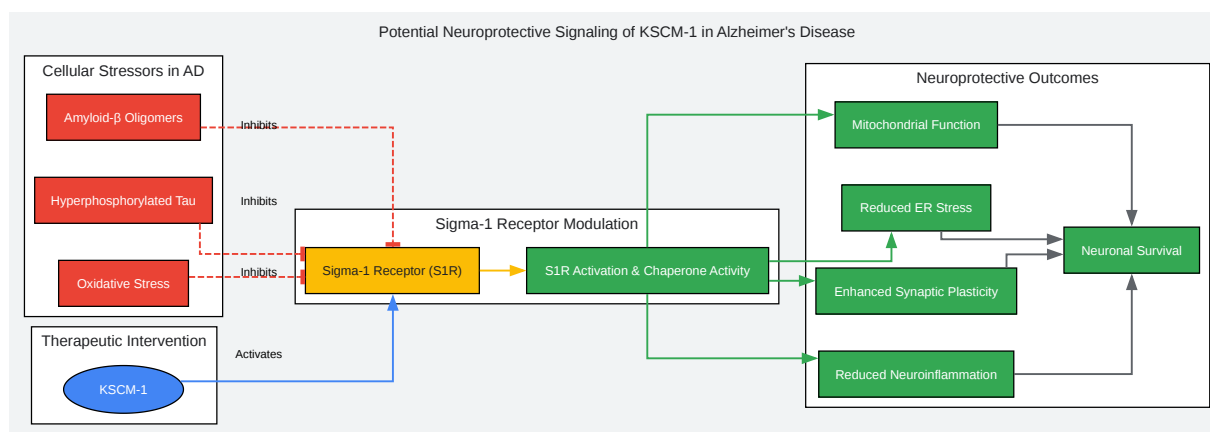 Potential Neuroprotective Signaling of KSCM-1 in Alzheimer's Disease
Cellular Stressors in AD
Amyloid-β Oligomers
Inhibits
Hyperphosphorylated Tau
Inhibits
Oxidative Stress
Inhibits
Therapeutic Intervention
KSCM-1
Activates
Sigma-1 Receptor Modulation
Sigma-1 Receptor (S1R)
S1R Activation & Chaperone Activity
Neuroprotective Outcomes
Mitochondrial Function
Reduced ER Stress
Enhanced Synaptic Plasticity
Reduced Neuroinflammation
Neuronal Survival